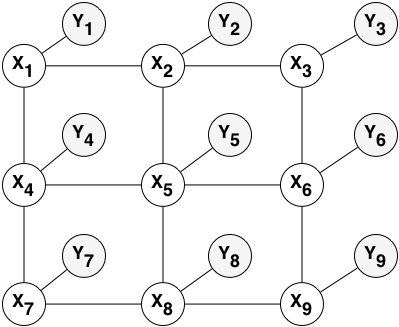 Y1 Y2 Y3
X1 X2 X3
Y4 Y5 Y6
X4 X5 X6
Y7 Y8 Y9
X7 X8 X9